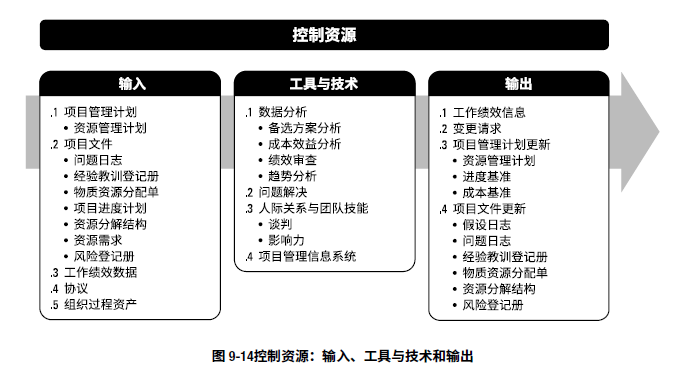 控制资源
输入
.1 项目管理计划
• 资源管理计划
.2 项目文件
• 问题日志
• 经验教训登记册
• 物质资源分配单
• 项目进度计划
• 资源分解结构
• 资源需求
• 风险登记册
.3 工作绩效数据
.4 协议
.5 组织过程资产
工具与技术
.1 数据分析
• 备选方案分析
• 成本效益分析
• 绩效审查
• 趋势分析
.2 问题解决
.3 人际关系与团队技能
• 谈判
• 影响力
.4 项目管理信息系统
输出
.1 工作绩效信息
.2 变更请求
.3 项目管理计划更新
• 资源管理计划
• 进度基准
• 成本基准
.4 项目文件更新
• 假设日志
• 问题日志
• 经验教训登记册
• 物质资源分配单
• 资源分解结构
• 风险登记册
图 9-14控制资源：输入、工具与技术和输出